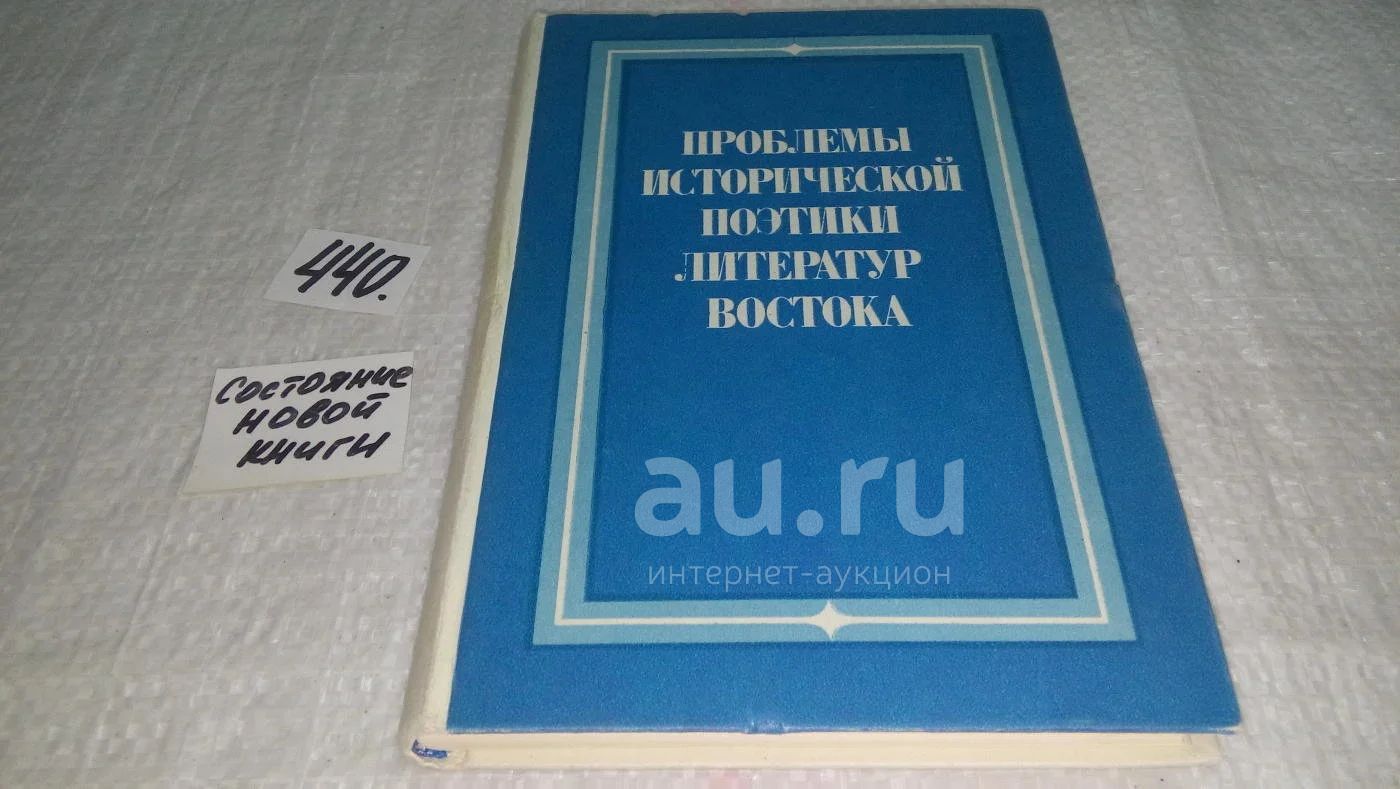 ПРОБЛЕМЫ
ИСТОРИЧЕСКОЙ
ПОЭТИКИ
ЛИТЕРАТУР
ВОСТОКА
440.
Состояние
новой
книги
au.ru
интернет-аукцион